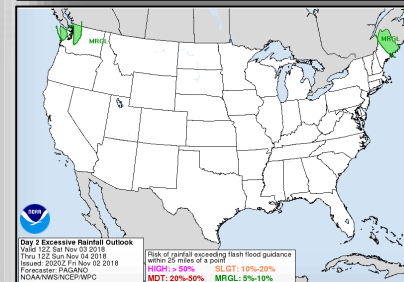 MRGL
MRGL
NOAA
Day 2 Excessive Rainfall Outlook
Valid 12Z Sat Nov 03 2018
Thru 12Z Sun Nov 04 2018
Issued: 2020Z Fri Nov 02 2018
Forecaster: PAGANO
NOAA/NWS/NCEP/WPC
Risk of rainfall exceeding flash flood guidance
within 25 miles of a point
HIGH: > 50% SLGT: 10%-20%
MDT: 20%-50% MRGL: 5%-10%